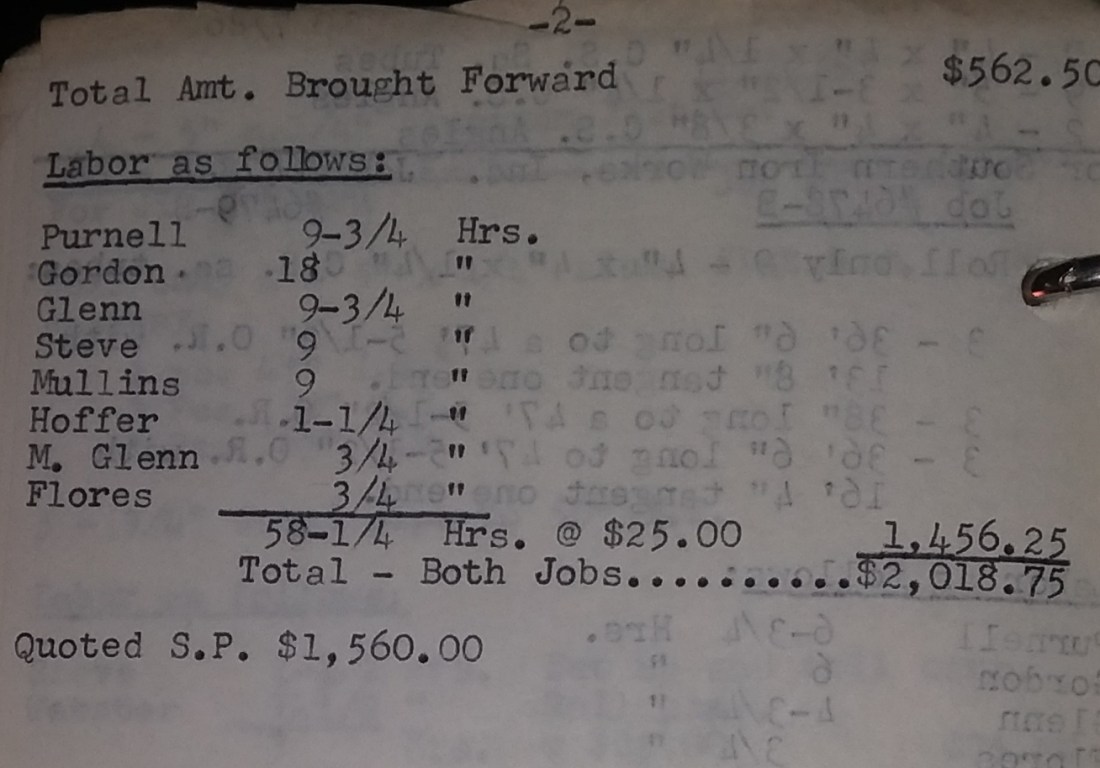 -2-
Total Amt. Brought Forward $562.50
Labor as follows:
Purnell 9-3/4 Hrs.
Gordon 18 "
Glenn 9-3/4 "
Steve 9 "
Mullins 9 "
Hoffer 1-1/4 "
M. Glenn 3/4 "
Flores 3/4 "
58-1/4 Hrs. @ $25.00 1,456.25
Total - Both Jobs..........$2,018.75
Quoted S.P. $1,560.00